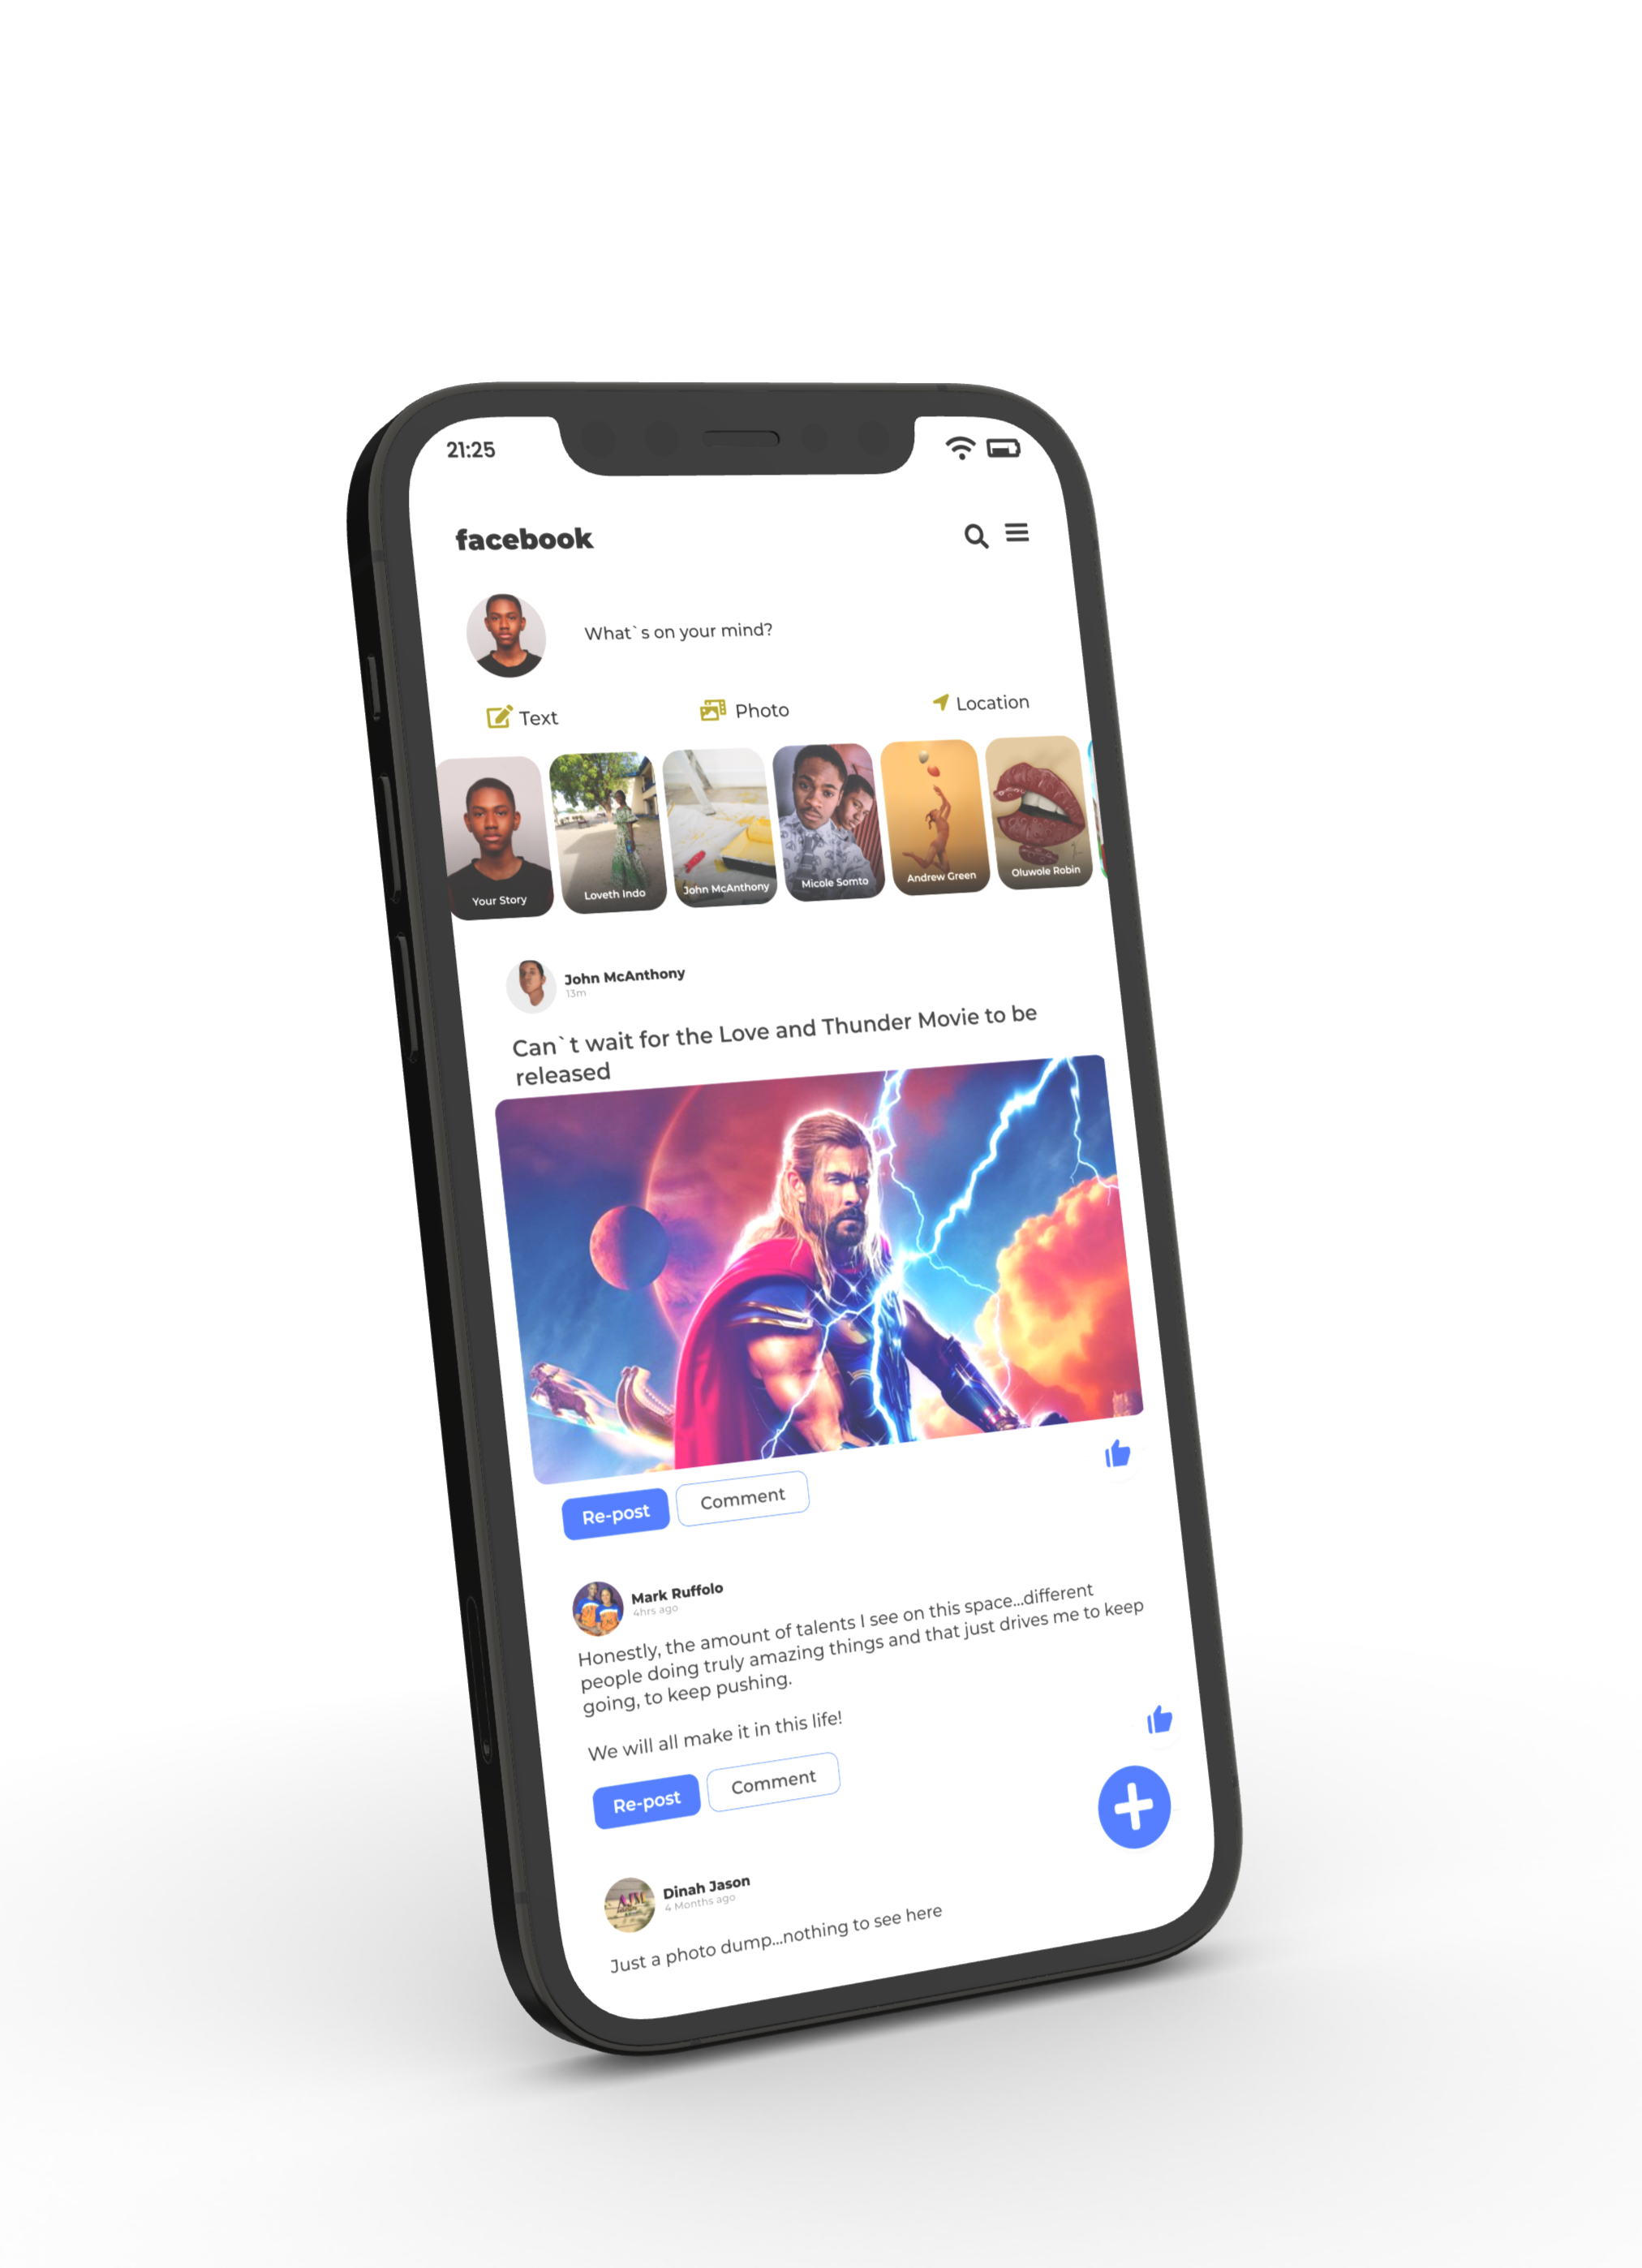 21:25
facebook
What`s on your mind?
Text
Photo
Location
Your Story
Loveth Indo
John McAnthony
Micole Somto
Andrew Green
Oluwole Robin
John McAnthony
13m
Can`t wait for the Love and Thunder Movie to be
released
Re-post
Comment
Mark Ruffolo
4hrs ago
Honestly, the amount of talents I see on this space...different
people doing truly amazing things and that just drives me to keep
going, to keep pushing.
We will all make it in this life!
Re-post
Comment
Dinah Jason
4 Months ago
Just a photo dump...nothing to see here